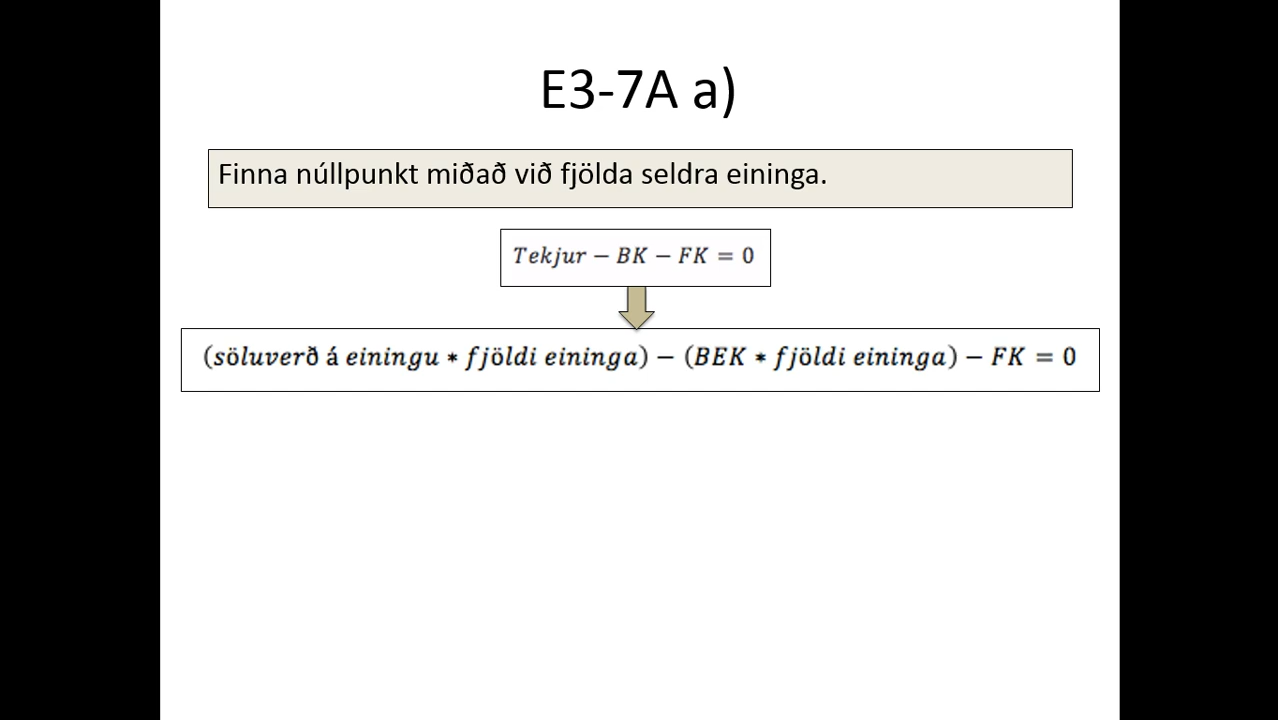 E3-7A a)
Finna núllpunkt miðað við fjölda seldra eininga.
Tekjur − BK − FK = 0
(söluverð á einingu * fjöldi eininga) − (BEK * fjöldi eininga) − FK = 0